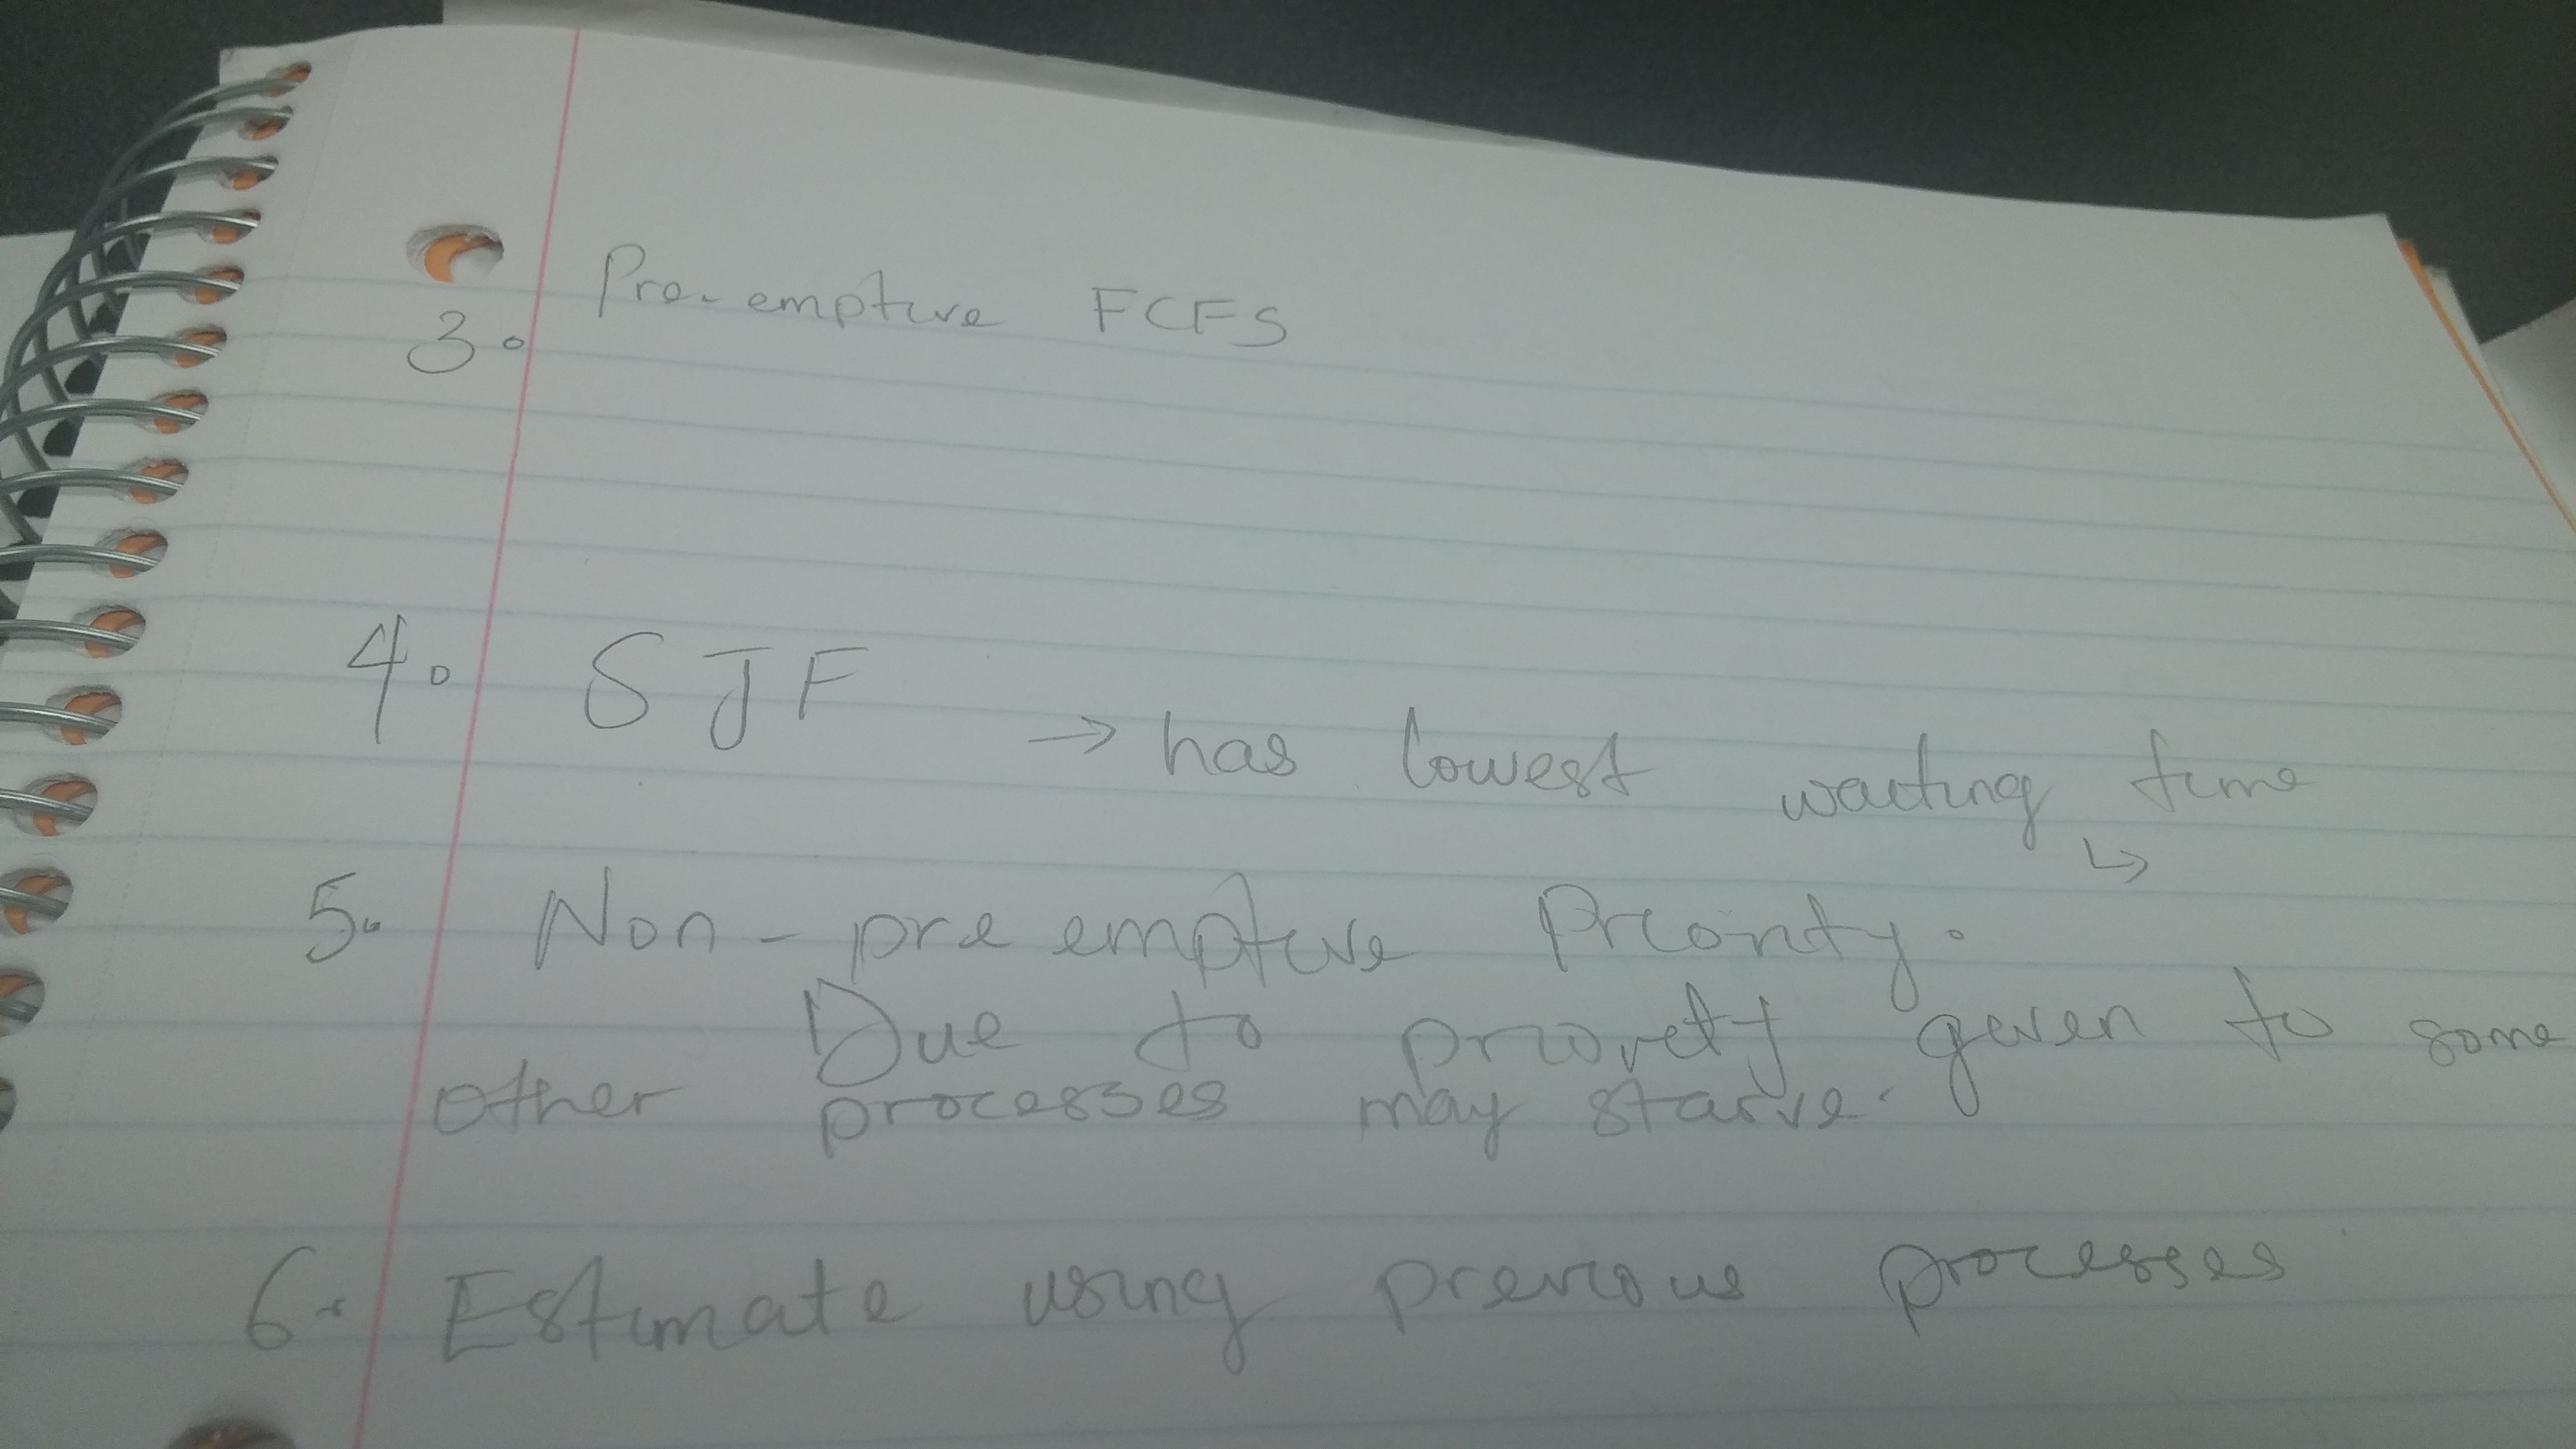 3. Pre-emptive FCFS
4. SJF → has lowest waiting time
↳
5. Non-preemptive Priority.
Due to priority given to some
other processes may starve.
6. Estimate using previous processes